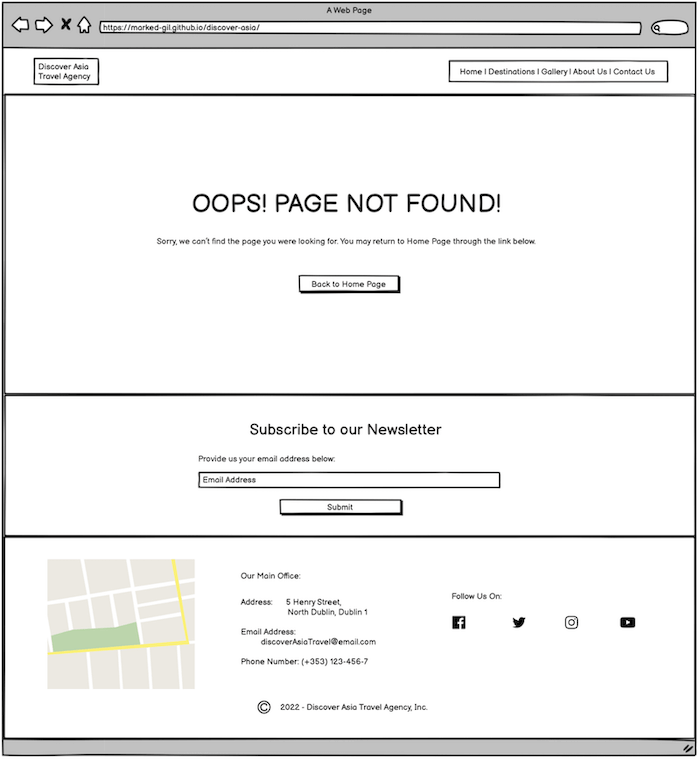 A Web Page
https://marked-gil.github.io/discover-asia/
Discover Asia
Travel Agency
Home | Destinations | Gallery | About Us | Contact Us
OOPS! PAGE NOT FOUND!
Sorry, we can't find the page you were looking for. You may return to Home Page through the link below.
Back to Home Page
Subscribe to our Newsletter
Provide us your email address below:
Email Address
Submit
Our Main Office:
Address: 5 Henry Street,
North Dublin, Dublin 1
Email Address:
discoverAsiaTravel@email.com
Phone Number: (+353) 123-456-7
Follow Us On:
© 2022 - Discover Asia Travel Agency, Inc.